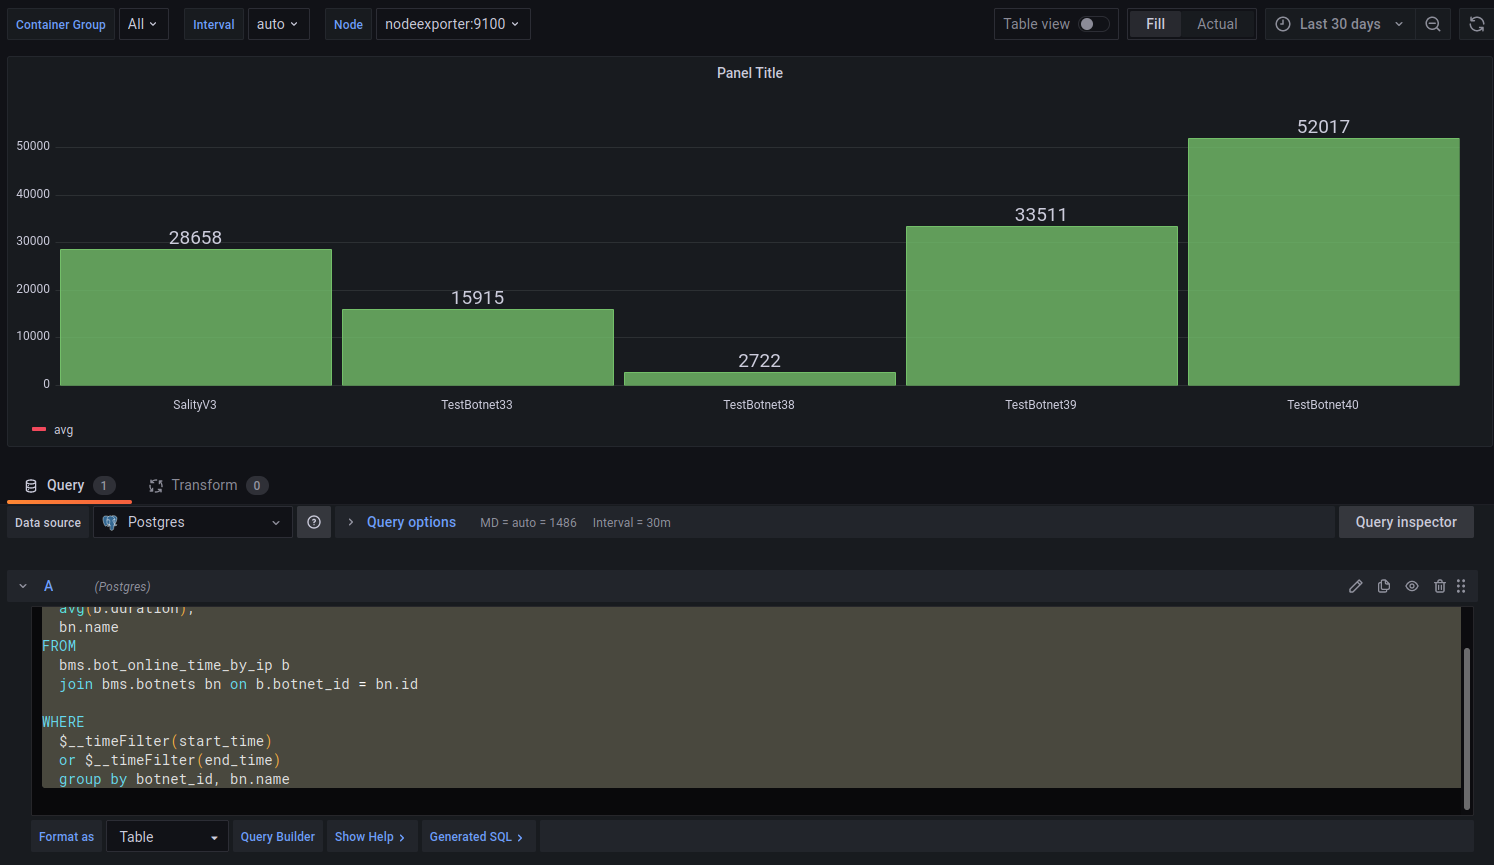 Container Group All Interval auto Node nodeexporter:9100 Table view Fill Actual Last 30 days
Panel Title
52017
50000
40000
33511
30000
28658
20000
15915
10000
2722
0
SalityV3 TestBotnet33 TestBotnet38 TestBotnet39 TestBotnet40
avg
Query 1 Transform 0
Data source Postgres Query options MD = auto = 1486 Interval = 30m Query inspector
A (Postgres)
avg(b.duration),
bn.name
FROM
bms.bot_online_time_by_ip b
join bms.botnets bn on b.botnet_id = bn.id
WHERE
$__timeFilter(start_time)
or $__timeFilter(end_time)
group by botnet_id, bn.name
Format as Table Query Builder Show Help > Generated SQL >